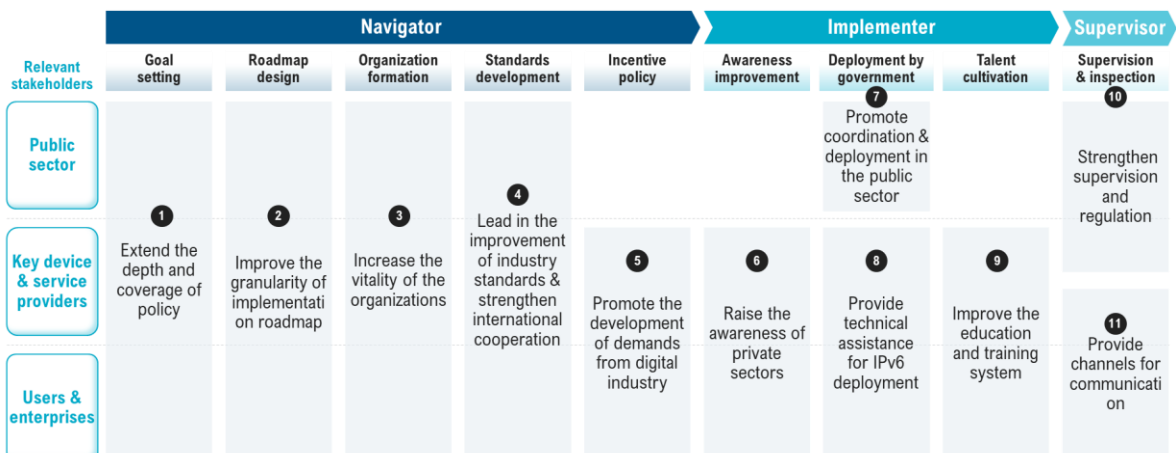 Navigator
Implementer
Supervisor
Relevant
stakeholders
Goal
setting
Roadmap
design
Organization
formation
Standards
development
Incentive
policy
Awareness
improvement
Deployment by
government
Talent
cultivation
Supervision
& inspection
Public
sector
Key device
& service
providers
Users &
enterprises
1
Extend the
depth and
coverage of
policy
2
Improve the
granularity of
implementati
on roadmap
3
Increase the
vitality of the
organizations
4
Lead in the
improvement
of industry
standards &
strengthen
international
cooperation
5
Promote the
development
of demands
from digital
industry
6
Raise the
awareness of
private
sectors
7
Promote
coordination &
deployment in
the public
sector
8
Provide
technical
assistance
for IPv6
deployment
9
Improve the
education
and training
system
10
Strengthen
supervision
and
regulation
11
Provide
channels for
communicati
on